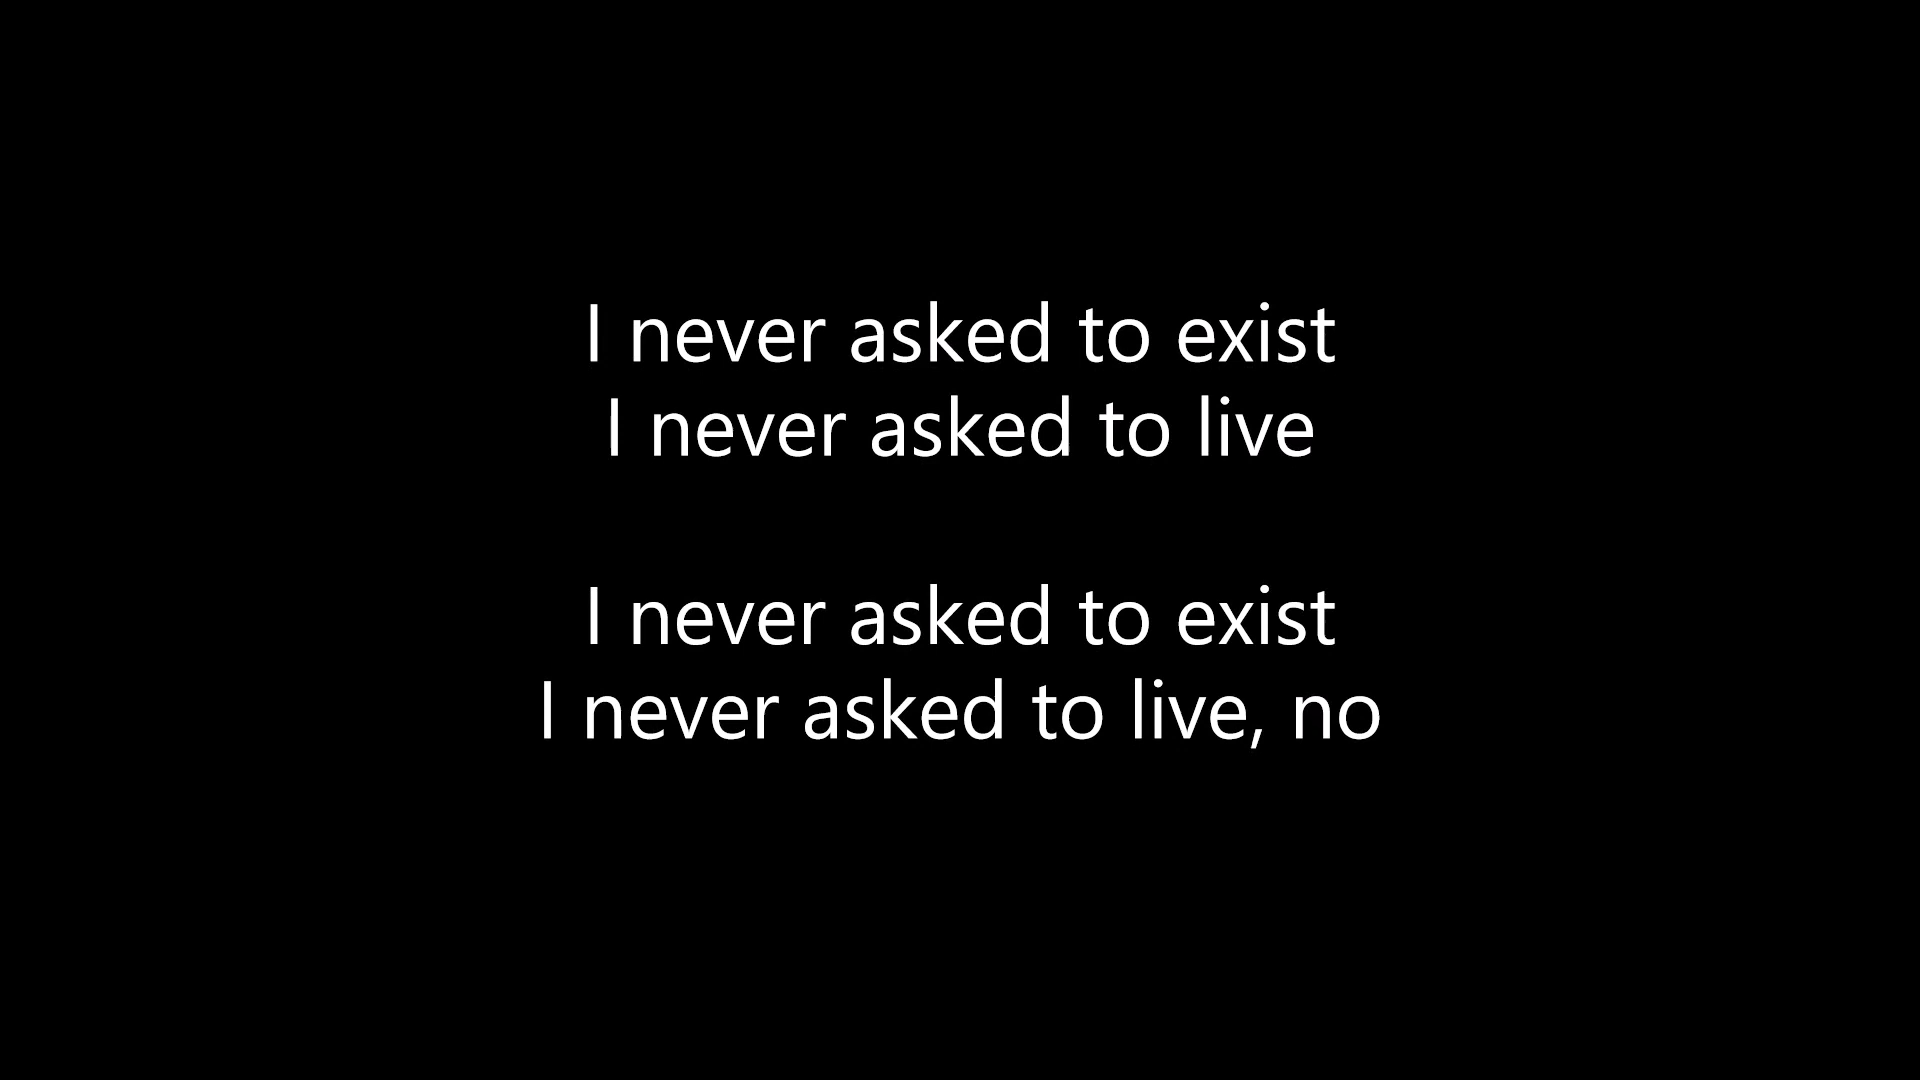 I never asked to exist
I never asked to live
I never asked to exist
I never asked to live, no